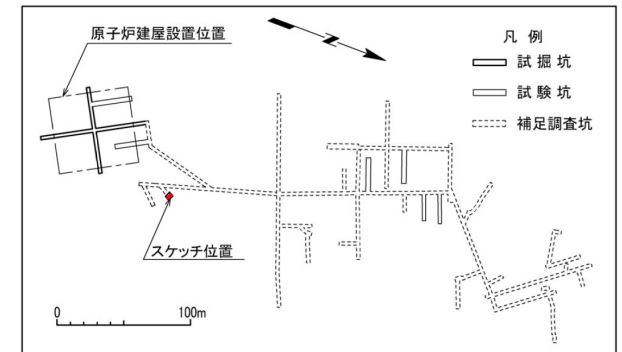 原子炉建屋設置位置
凡 例
試 掘 坑
試 験 坑
補足調査坑
スケッチ位置
0 100m